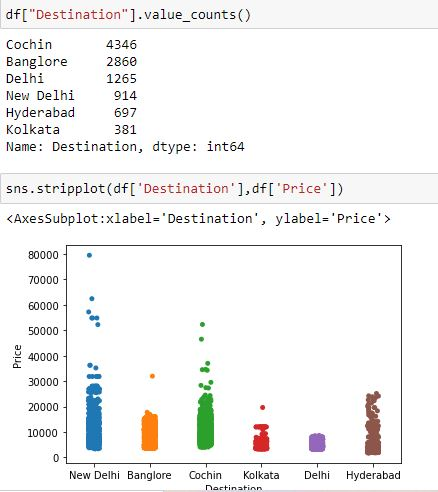 df["Destination"].value_counts()
Cochin 4346
Banglore 2860
Delhi 1265
New Delhi 914
Hyderabad 697
Kolkata 381
Name: Destination, dtype: int64
sns.stripplot(df['Destination'],df['Price'])
<AxesSubplot:xlabel='Destination', ylabel='Price'>
80000
70000
60000
50000
40000
30000
20000
10000
0
Price
New Delhi Banglore Cochin Kolkata Delhi Hyderabad
Destination